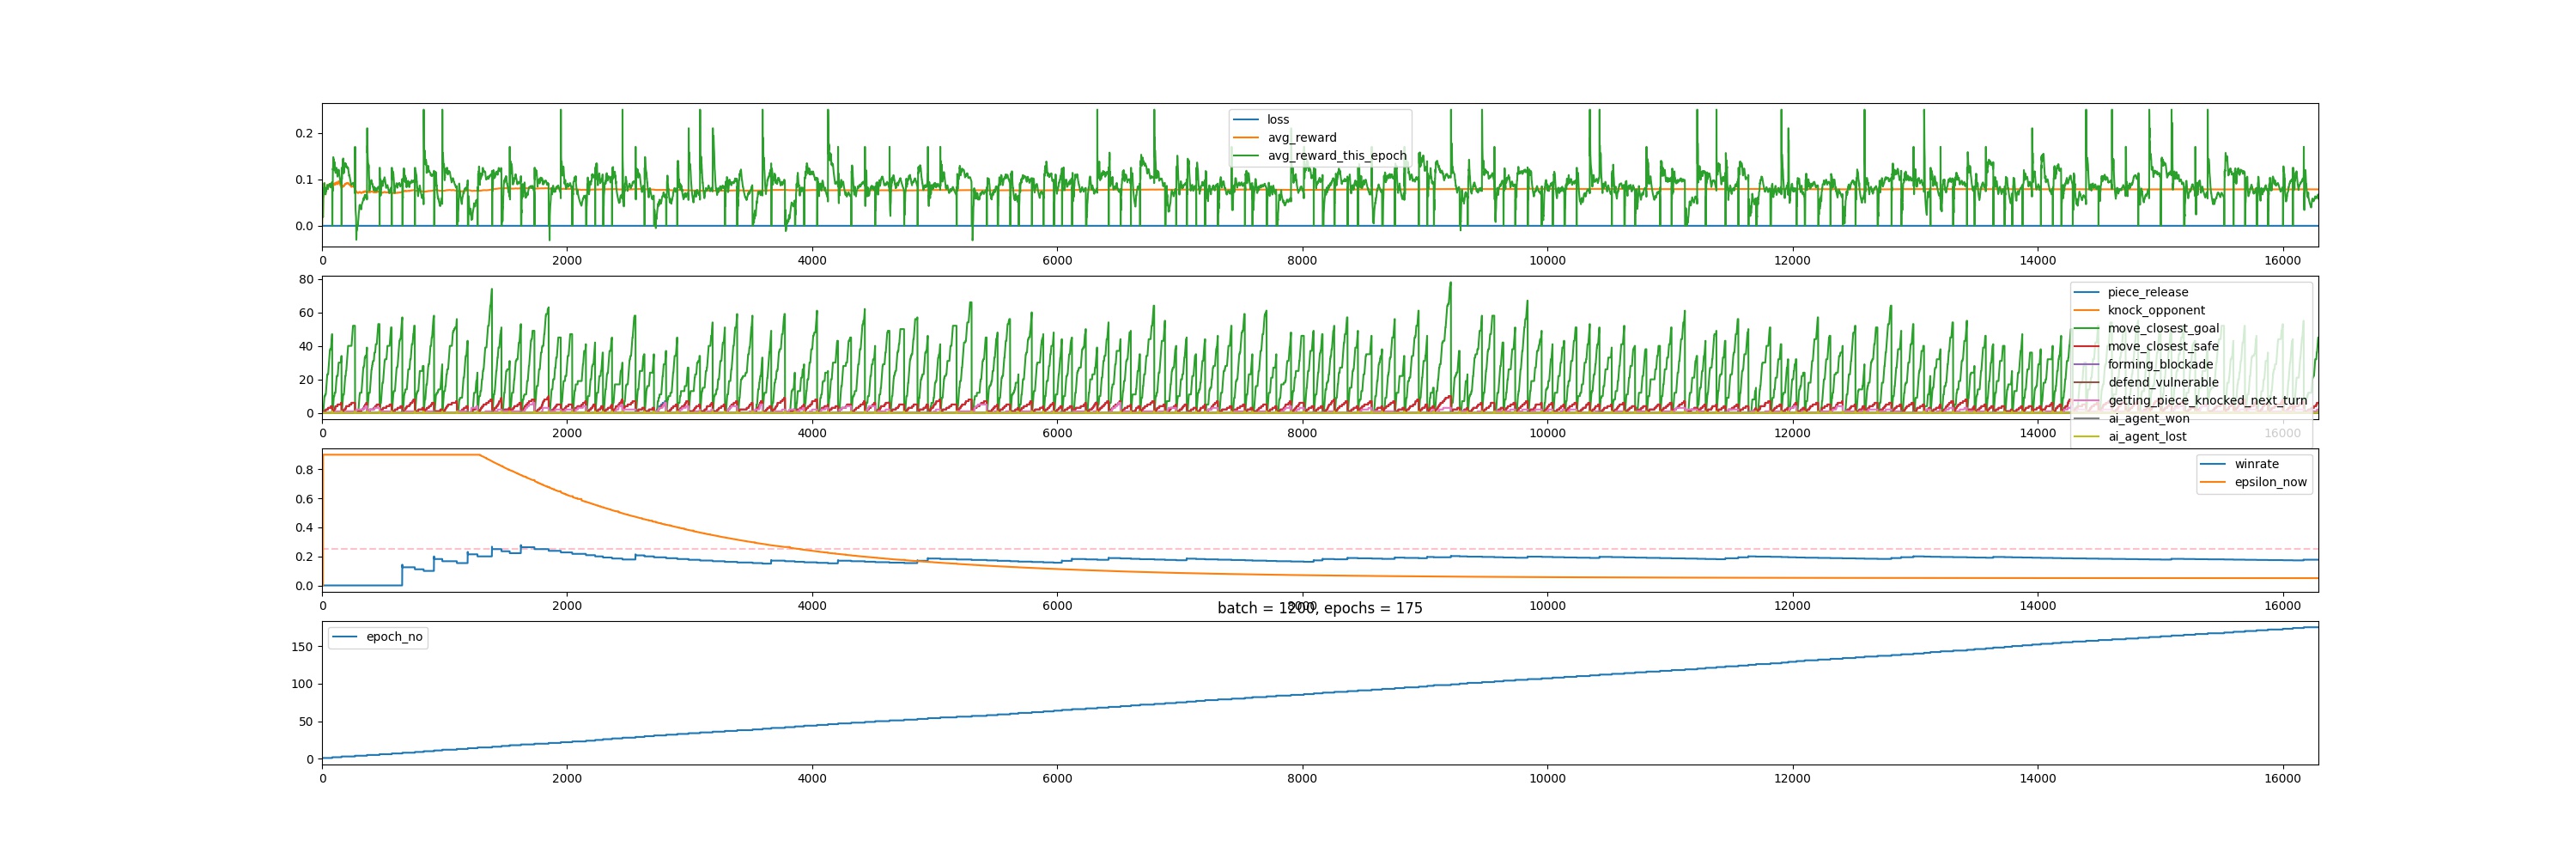 0.2
0.1
0.0
loss
avg_reward
avg_reward_this_epoch
0 2000 4000 6000 8000 10000 12000 14000 16000
80
60
40
20
0
piece_release
knock_opponent
move_closest_goal
move_closest_safe
forming_blockade
defend_vulnerable
getting_piece_knocked_next_turn
ai_agent_won
ai_agent_lost
0 2000 4000 6000 8000 10000 12000 14000 16000
0.8
0.6
0.4
0.2
0.0
winrate
epsilon_now
0 2000 4000 6000 8000 10000 12000 14000 16000
batch = 1200, epochs = 175
150
100
50
0
epoch_no
0 2000 4000 6000 8000 10000 12000 14000 16000